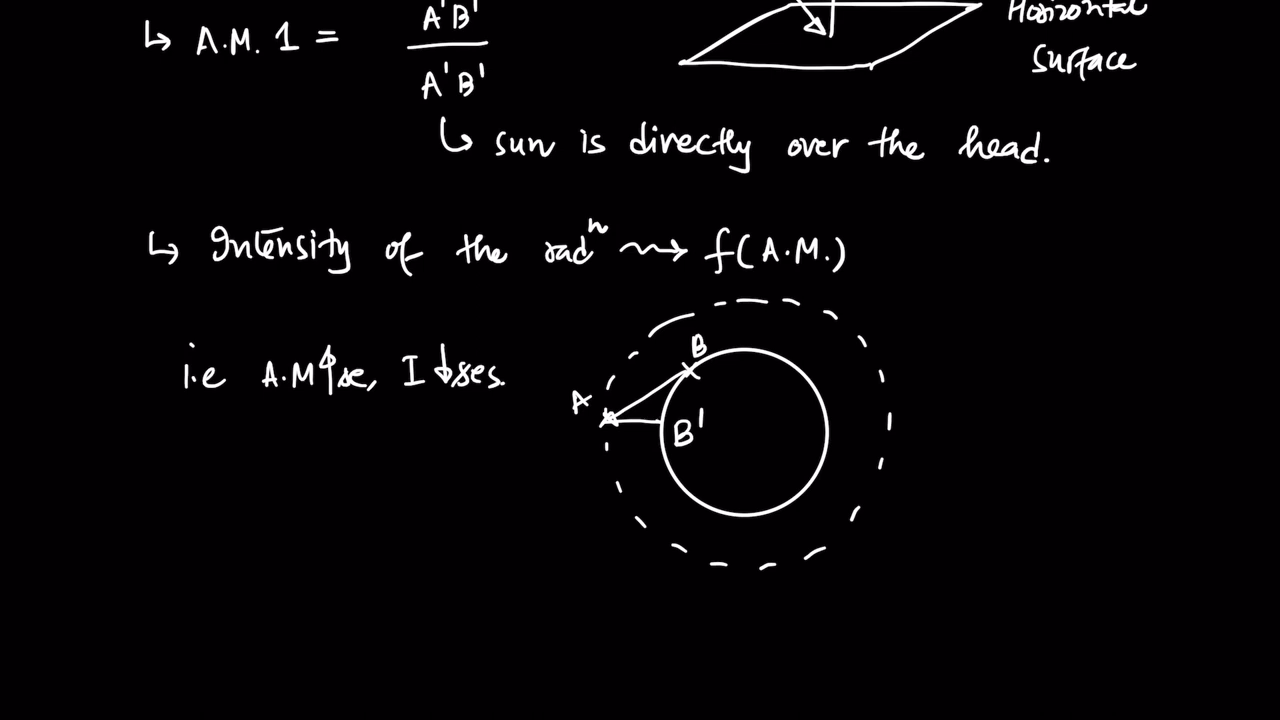 ↳ A.M. 1 = A'B' / A'B'
Horizontal
Surface
↳ sun is directly over the head.
↳ Intensity of the radⁿ ⇝ f(A.M.)
i.e A.M↑se, I ↓ses.
B
A
B'